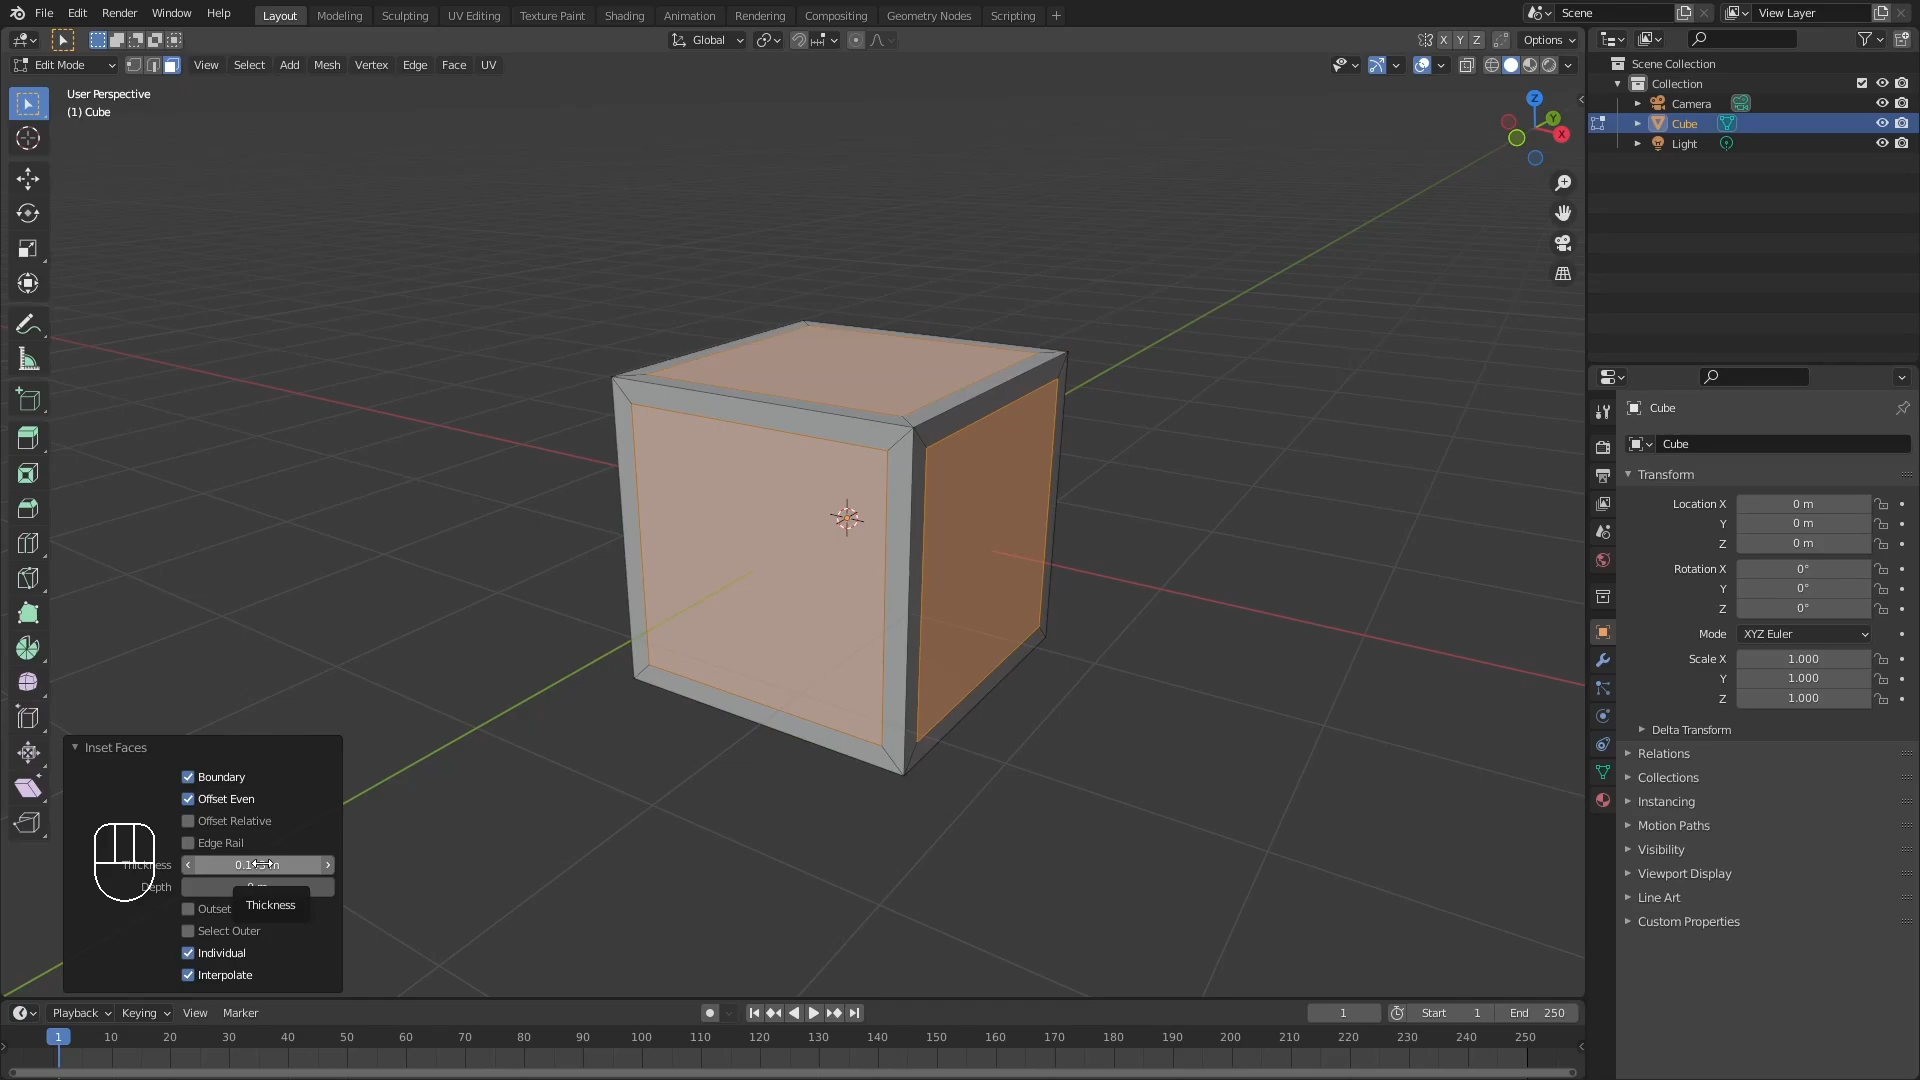 File Edit Render Window Help Layout Modeling Sculpting UV Editing Texture Paint Shading Animation Rendering Compositing Geometry Nodes Scripting + Scene View Layer
Global X Y Z Options
Edit Mode View Select Add Mesh Vertex Edge Face UV
User Perspective
(1) Cube
Z
Y
X
Scene Collection
Collection
Camera
Cube
Light
Cube
Cube
Transform
Location X 0 m
Y 0 m
Z 0 m
Rotation X 0°
Y 0°
Z 0°
Mode XYZ Euler
Scale X 1.000
Y 1.000
Z 1.000
Delta Transform
Relations
Collections
Instancing
Motion Paths
Visibility
Viewport Display
Line Art
Custom Properties
Inset Faces
Boundary
Offset Even
Offset Relative
Edge Rail
Thickness
Depth 0 m
Thickness
Outset
Select Outer
Individual
Interpolate
Playback Keying View Marker 1 Start 1 End 250
1 10 20 30 40 50 60 70 80 90 100 110 120 130 140 150 160 170 180 190 200 210 220 230 240 250